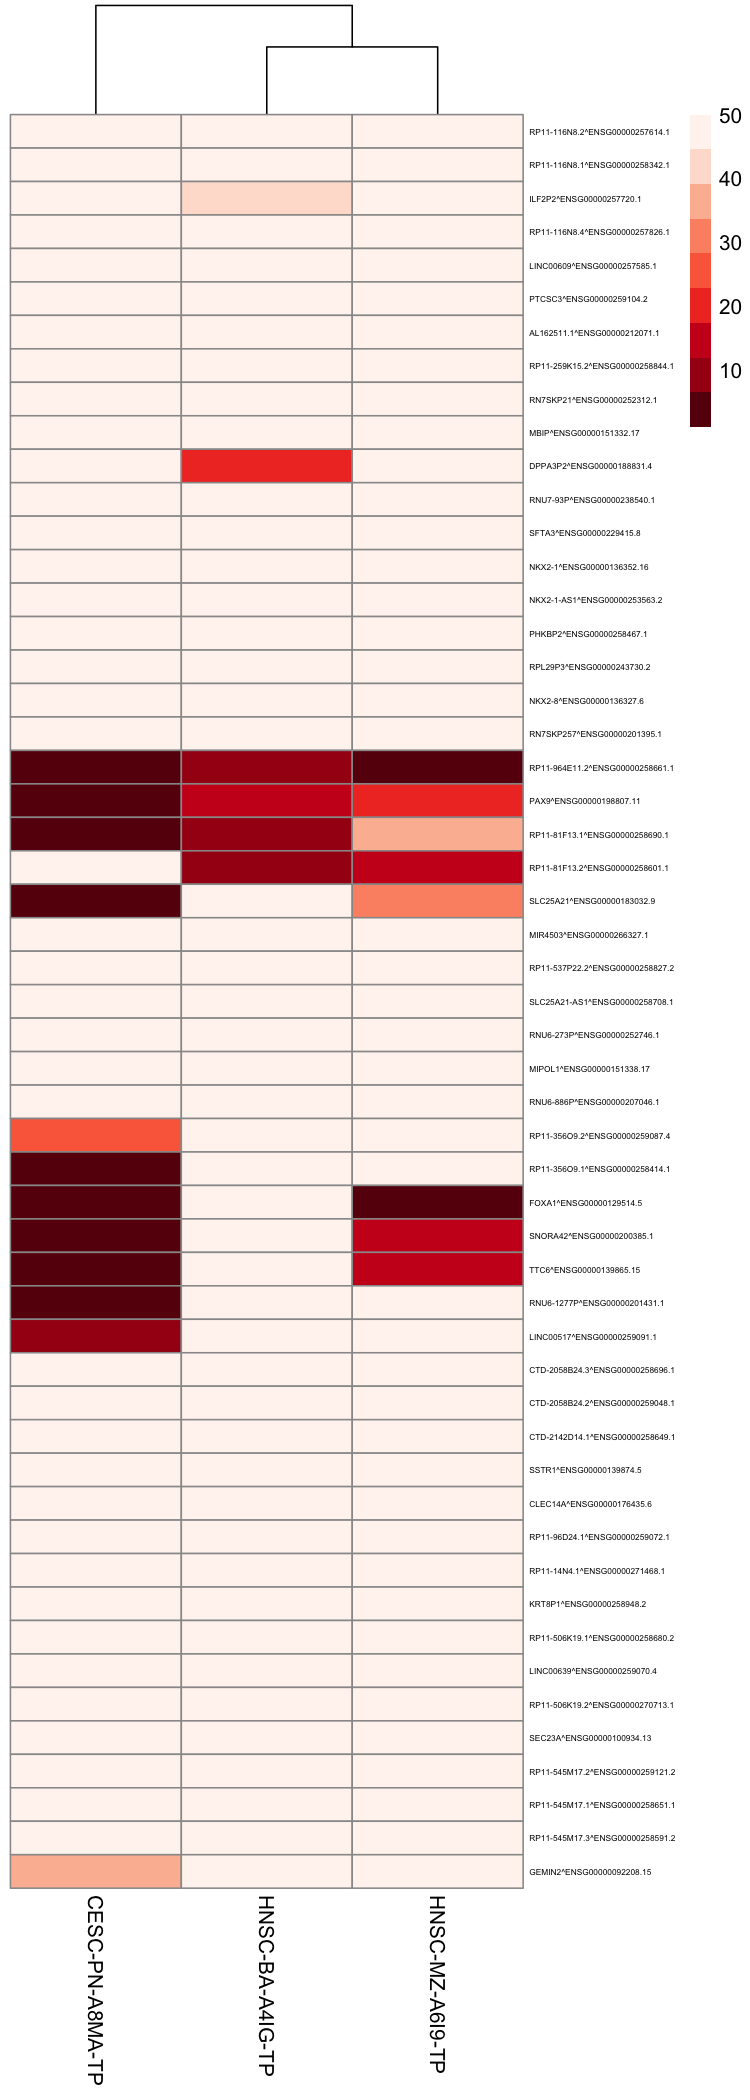 50
40
30
20
10
RP11-116N8.2^ENSG00000257614.1
RP11-116N8.1^ENSG00000258342.1
ILF2P2^ENSG00000257720.1
RP11-116N8.4^ENSG00000257826.1
LINC00609^ENSG00000257585.1
PTCSC3^ENSG00000259104.2
AL162511.1^ENSG00000212071.1
RP11-259K15.2^ENSG00000258844.1
RN7SKP21^ENSG00000252312.1
MBIP^ENSG00000151332.17
DPPA3P2^ENSG00000188831.4
RNU7-93P^ENSG00000238540.1
SFTA3^ENSG00000229415.8
NKX2-1^ENSG00000136352.16
NKX2-1-AS1^ENSG00000253563.2
PHKBP2^ENSG00000258467.1
RPL29P3^ENSG00000243730.2
NKX2-8^ENSG00000136327.6
RN7SKP257^ENSG00000201395.1
RP11-964E11.2^ENSG00000258661.1
PAX9^ENSG00000198807.11
RP11-81F13.1^ENSG00000258690.1
RP11-81F13.2^ENSG00000258601.1
SLC25A21^ENSG00000183032.9
MIR4503^ENSG00000266327.1
RP11-537P22.2^ENSG00000258827.2
SLC25A21-AS1^ENSG00000258708.1
RNU6-273P^ENSG00000252746.1
MIPOL1^ENSG00000151338.17
RNU6-886P^ENSG00000207046.1
RP11-356O9.2^ENSG00000259087.4
RP11-356O9.1^ENSG00000258414.1
FOXA1^ENSG00000129514.5
SNORA42^ENSG00000200385.1
TTC6^ENSG00000139865.15
RNU6-1277P^ENSG00000201431.1
LINC00517^ENSG00000259091.1
CTD-2058B24.3^ENSG00000258696.1
CTD-2058B24.2^ENSG00000259048.1
CTD-2142D14.1^ENSG00000258649.1
SSTR1^ENSG00000139874.5
CLEC14A^ENSG00000176435.6
RP11-96D24.1^ENSG00000259072.1
RP11-14N4.1^ENSG00000271468.1
KRT8P1^ENSG00000258948.2
RP11-506K19.1^ENSG00000258680.2
LINC00639^ENSG00000259070.4
RP11-506K19.2^ENSG00000270713.1
SEC23A^ENSG00000100934.13
RP11-545M17.2^ENSG00000259121.2
RP11-545M17.1^ENSG00000258651.1
RP11-545M17.3^ENSG00000258591.2
GEMIN2^ENSG00000092208.15
CESC-PN-A8MA-TP
HNSC-BA-A4IG-TP
HNSC-MZ-A6I9-TP